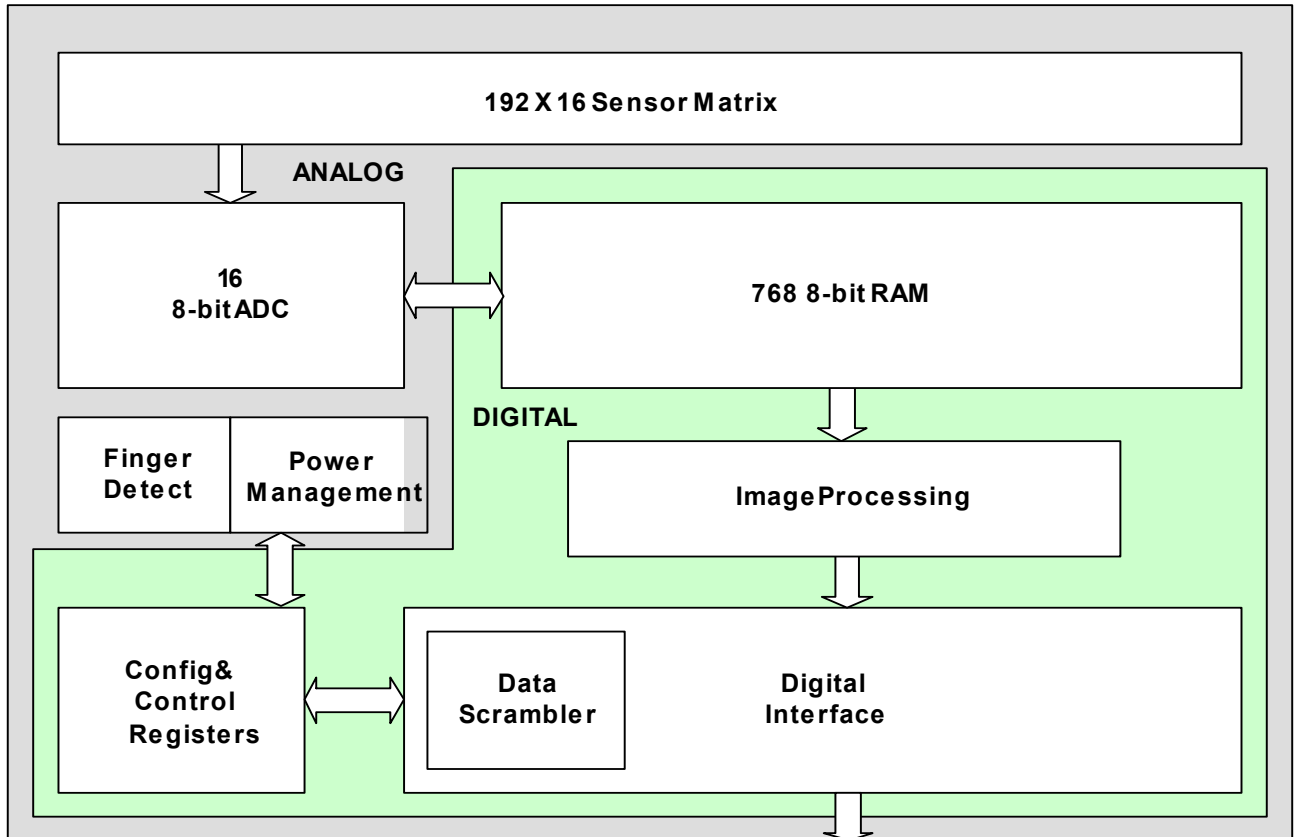 192 X 16 Sensor Matrix
ANALOG
16
8-bit ADC
768 8-bit RAM
DIGITAL
Finger
Detect
Power
Management
Image Processing
Config &
Control
Registers
Data
Scrambler
Digital
Interface